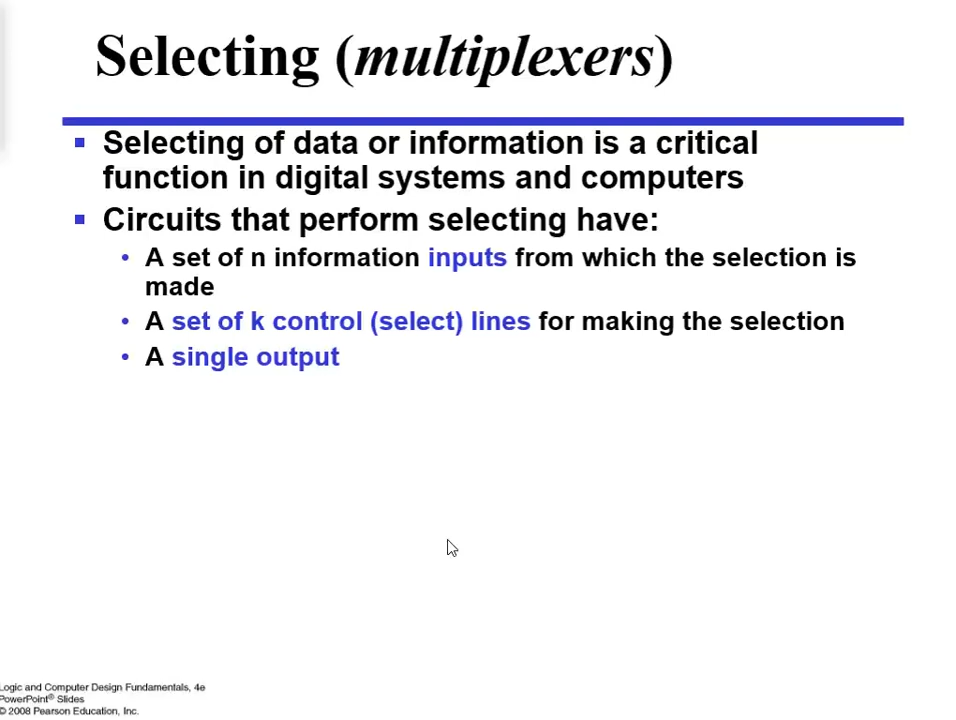 Selecting (multiplexers)
Selecting of data or information is a critical
function in digital systems and computers
Circuits that perform selecting have:
A set of n information inputs from which the selection is
made
A set of k control (select) lines for making the selection
A single output
Logic and Computer Design Fundamentals, 4e
PowerPoint® Slides
© 2008 Pearson Education, Inc.